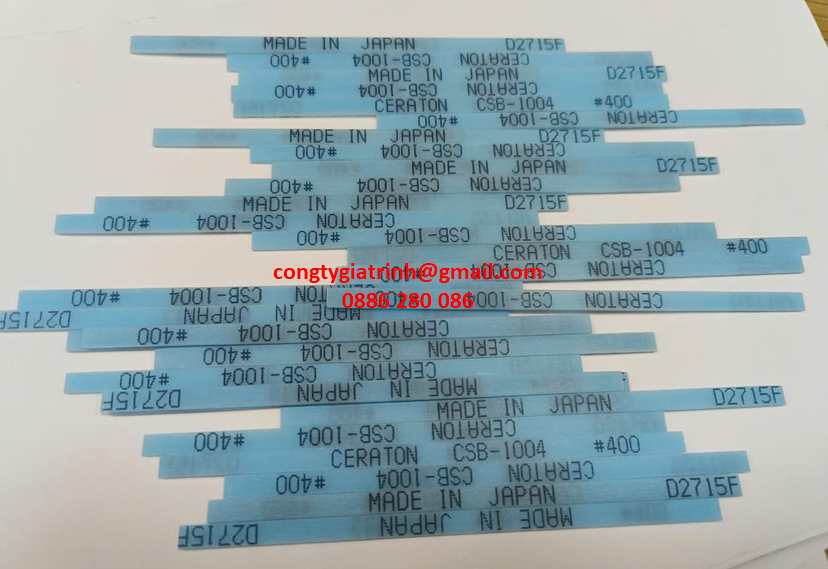 MADE IN JAPAN D2715F
CERATON CSB-1004 #400
MADE IN JAPAN D2715F
CERATON CSB-1004 #400
CERATON CSB-1004 #400
CERATON CSB-1004 #400
MADE IN JAPAN D2715F
CERATON CSB-1004 #400
MADE IN JAPAN D2715F
CERATON CSB-1004 #400
MADE IN JAPAN D2715F
CERATON CSB-1004 #400
CERATON CSB-1004 #400
CERATON CSB-1004 #400
CERATON
congtygiatrinh@gmail.com
CSB-1004 #400
CERATON CSB-1004
0886 280 086
MADE IN JAPAN D2715F
CERATON CSB-1004 #400
CERATON CSB-1004 #400
CERATON CSB-1004 #400
MADE IN JAPAN D2715F
MADE IN JAPAN D2715F
CERATON CSB-1004 #400
CERATON CSB-1004 #400
CERATON CSB-1004 #400
MADE IN JAPAN D2715F
MADE IN JAPAN D2715F